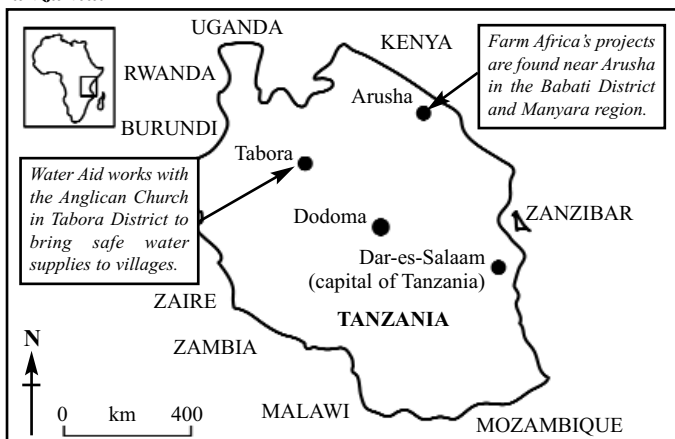 UGANDA
KENYA
RWANDA
BURUNDI
Farm Africa's projects
are found near Arusha
in the Babati District
and Manyara region.
Arusha
Tabora
Water Aid works with
the Anglican Church
in Tabora District to
bring safe water
supplies to villages.
Dodoma
ZANZIBAR
Dar-es-Salaam
(capital of Tanzania)
ZAIRE
TANZANIA
ZAMBIA
N
0 km 400
MALAWI
MOZAMBIQUE